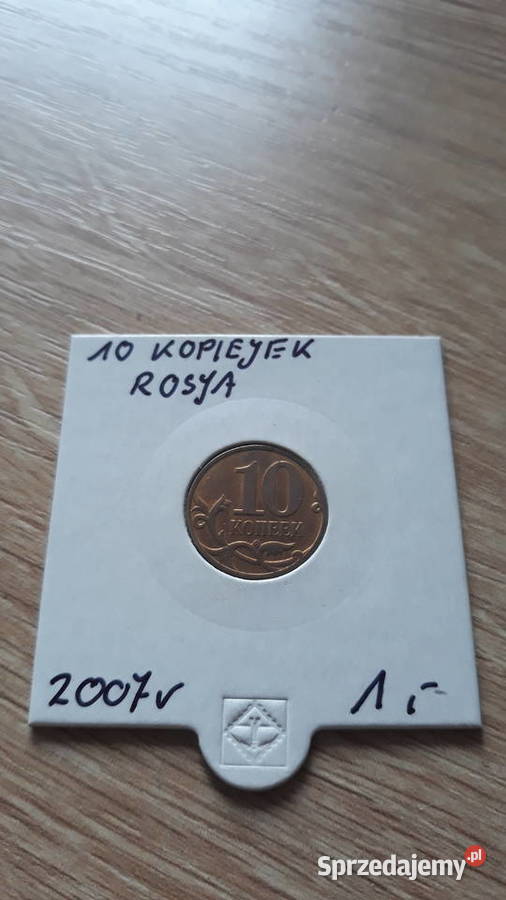 10 KOPIEJEK
ROSJA
10
КОПЕЕК
2007r 1,-
Sprzedajemy.pl